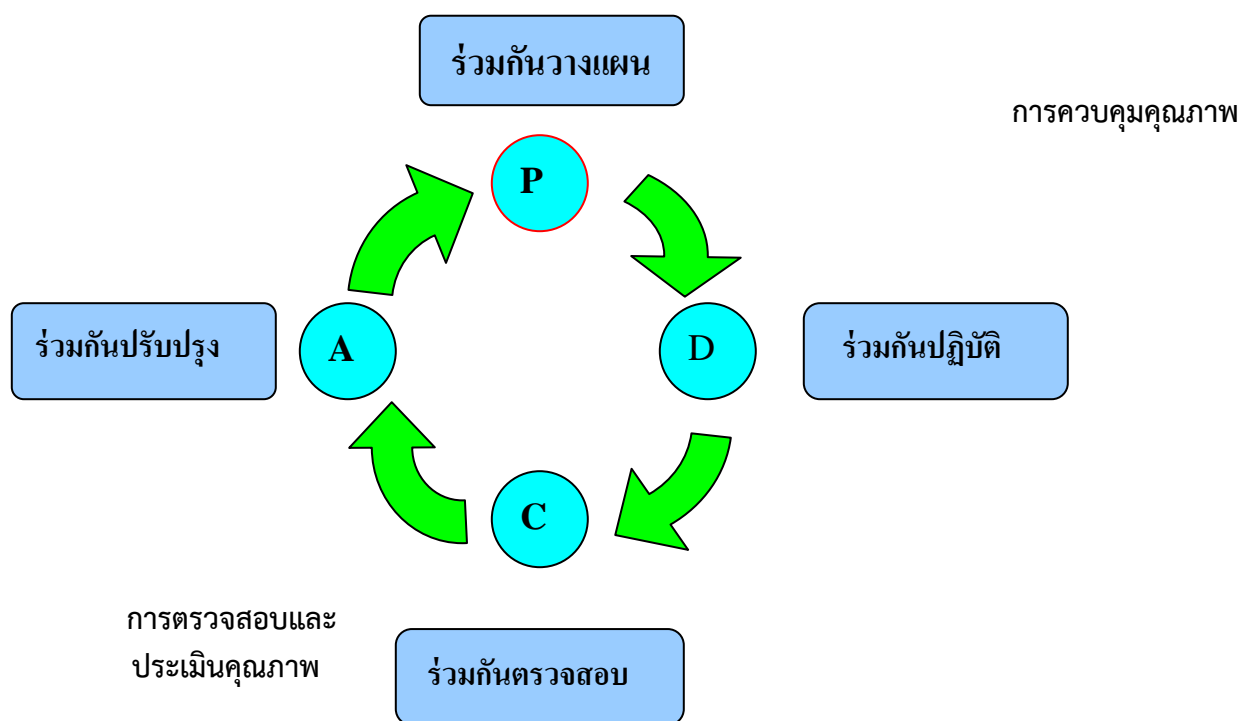 ร่วมกันวางแผน
การควบคุมคุณภาพ
P
ร่วมกันปรับปรุง
A
D
ร่วมกันปฏิบัติ
C
การตรวจสอบและ
ประเมินคุณภาพ
ร่วมกันตรวจสอบ